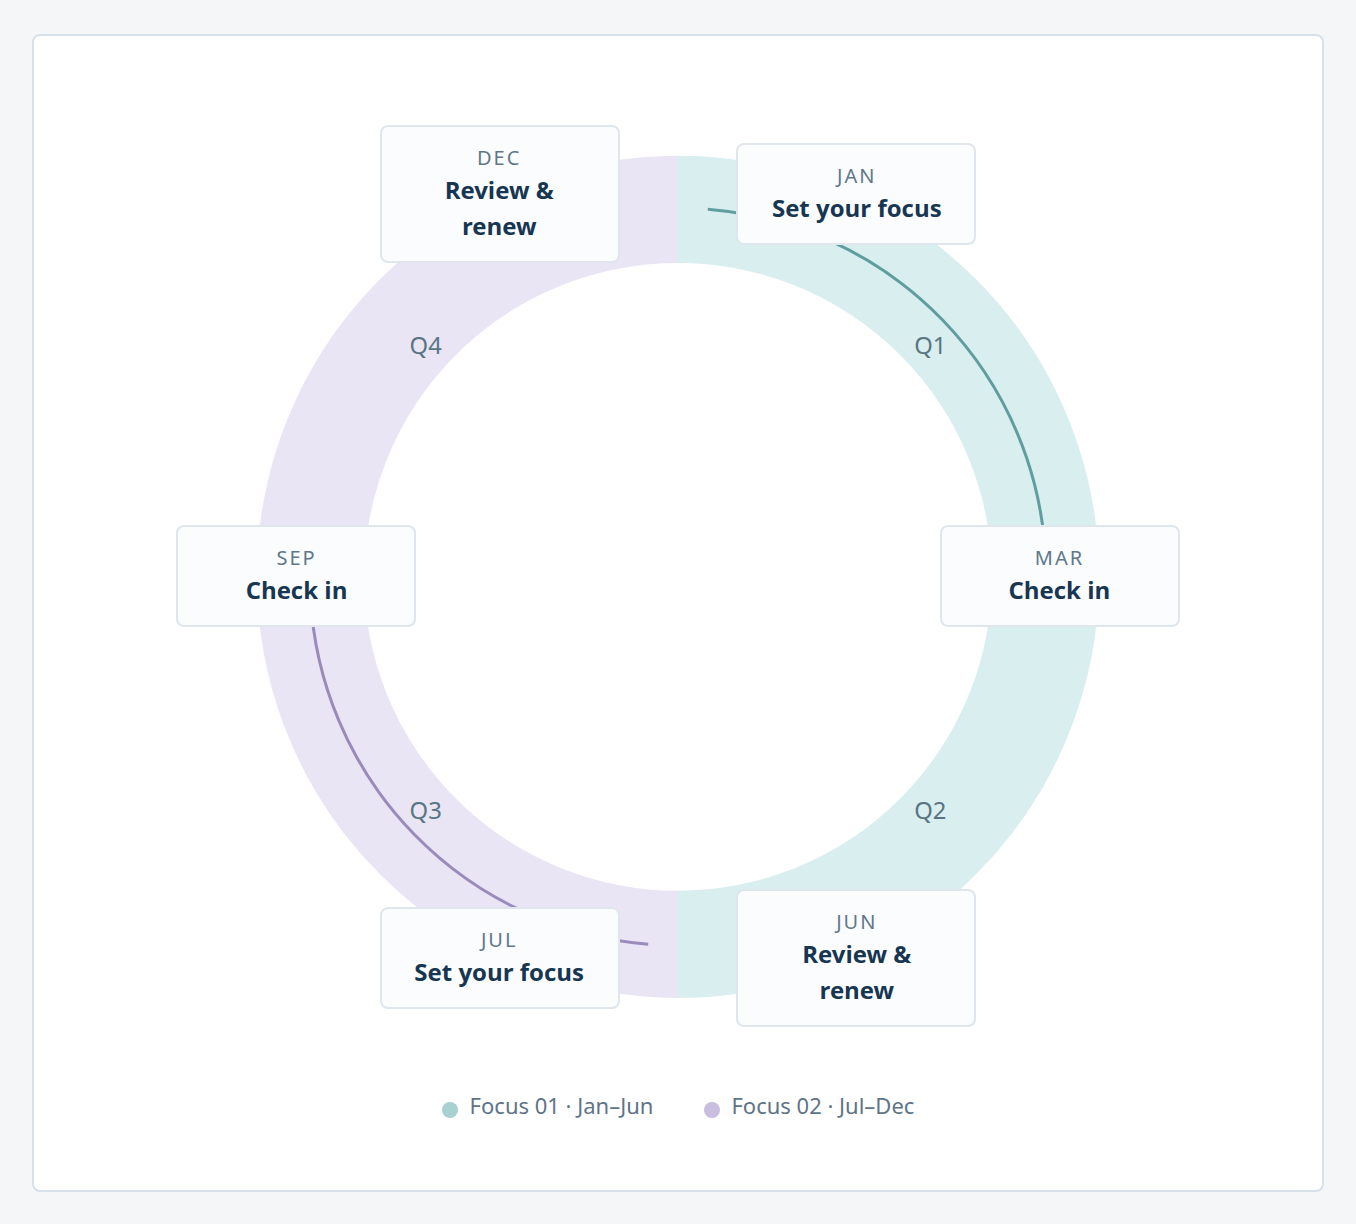 DEC
Review &
renew
JAN
Set your focus
Q4
Q1
SEP
Check in
MAR
Check in
Q3
Q2
JUL
Set your focus
JUN
Review &
renew
Focus 01 · Jan–Jun
Focus 02 · Jul–Dec